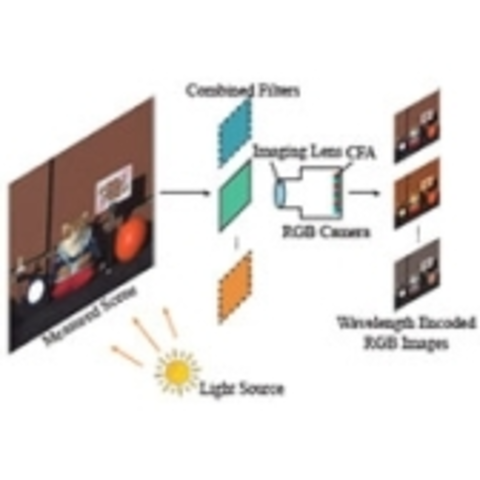 Combined Filters
Imaging Lens CFA
RGB Camera
Measured Scene
Wavelength Encoded
RGB Images
Light Source